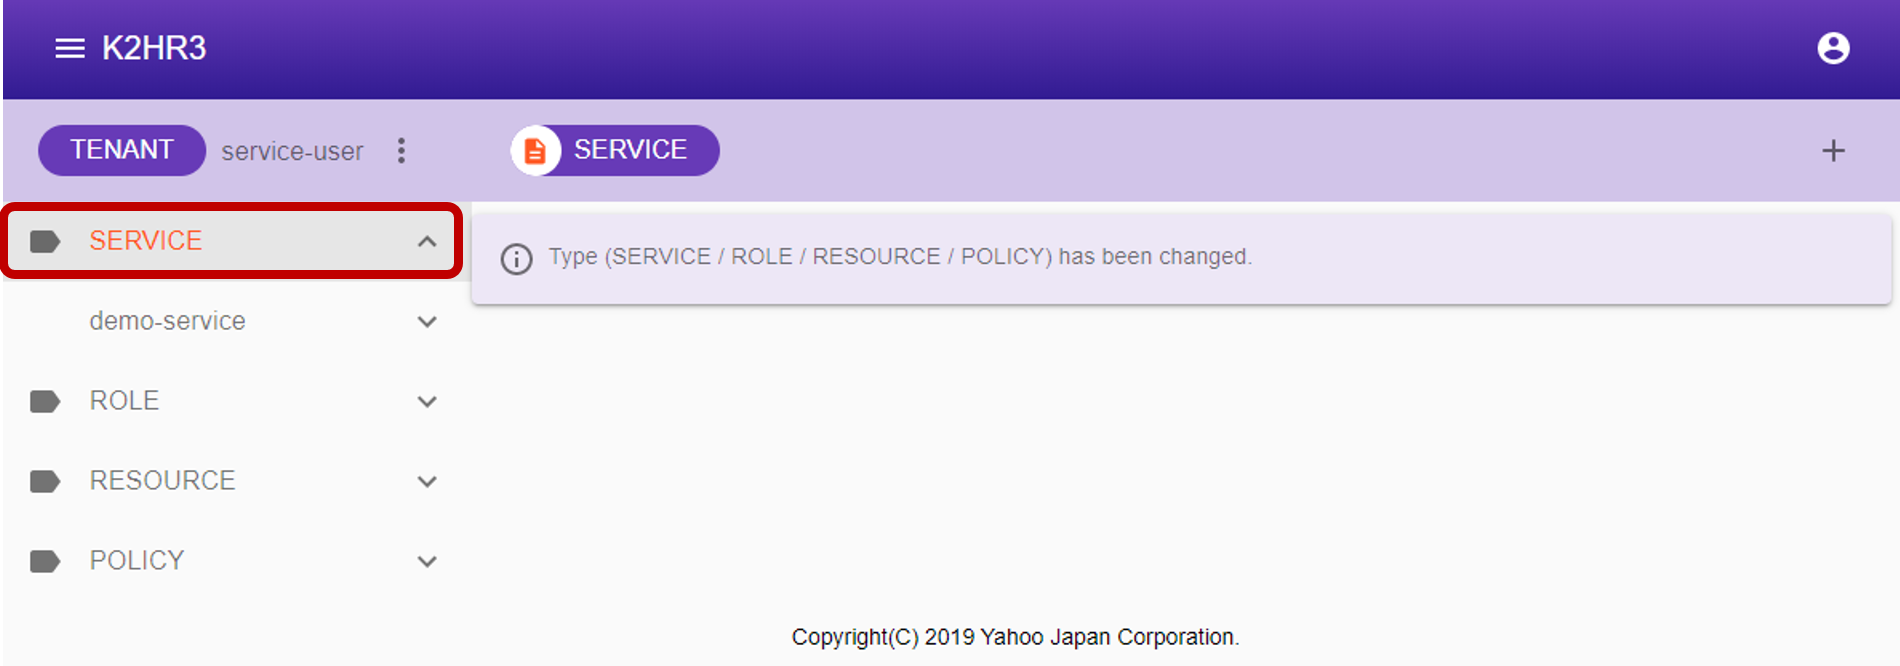 K2HR3
TENANT service-user SERVICE
SERVICE
Type (SERVICE / ROLE / RESOURCE / POLICY) has been changed.
demo-service
ROLE
RESOURCE
POLICY
Copyright(C) 2019 Yahoo Japan Corporation.